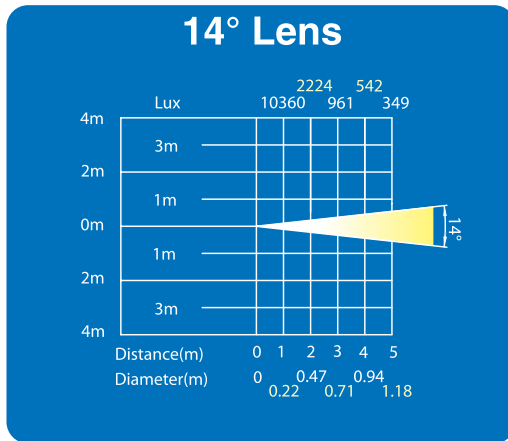 14° Lens
2224 542
Lux 10360 961 349
4m
3m
2m
1m
0m
1m
2m
3m
4m
14°
Distance(m) 0 1 2 3 4 5
Diameter(m) 0 0.47 0.94
0.22 0.71 1.18